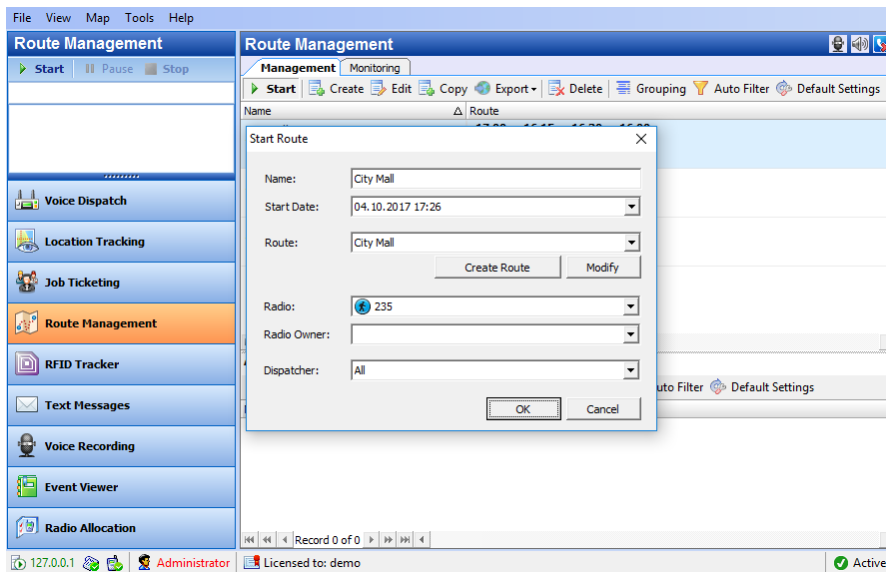 File View Map Tools Help
Route Management
Start Pause Stop
Voice Dispatch
Location Tracking
Job Ticketing
Route Management
RFID Tracker
Text Messages
Voice Recording
Event Viewer
Radio Allocation
Route Management
Management Monitoring
Start Create Edit Copy Export Delete Grouping Auto Filter Default Settings
Name Route
Start Route
Name: City Mall
Start Date: 04.10.2017 17:26
Route: City Mall
Create Route Modify
Radio: 235
Radio Owner:
Dispatcher: All
OK Cancel
uto Filter Default Settings
Record 0 of 0
127.0.0.1 Administrator Licensed to: demo Active